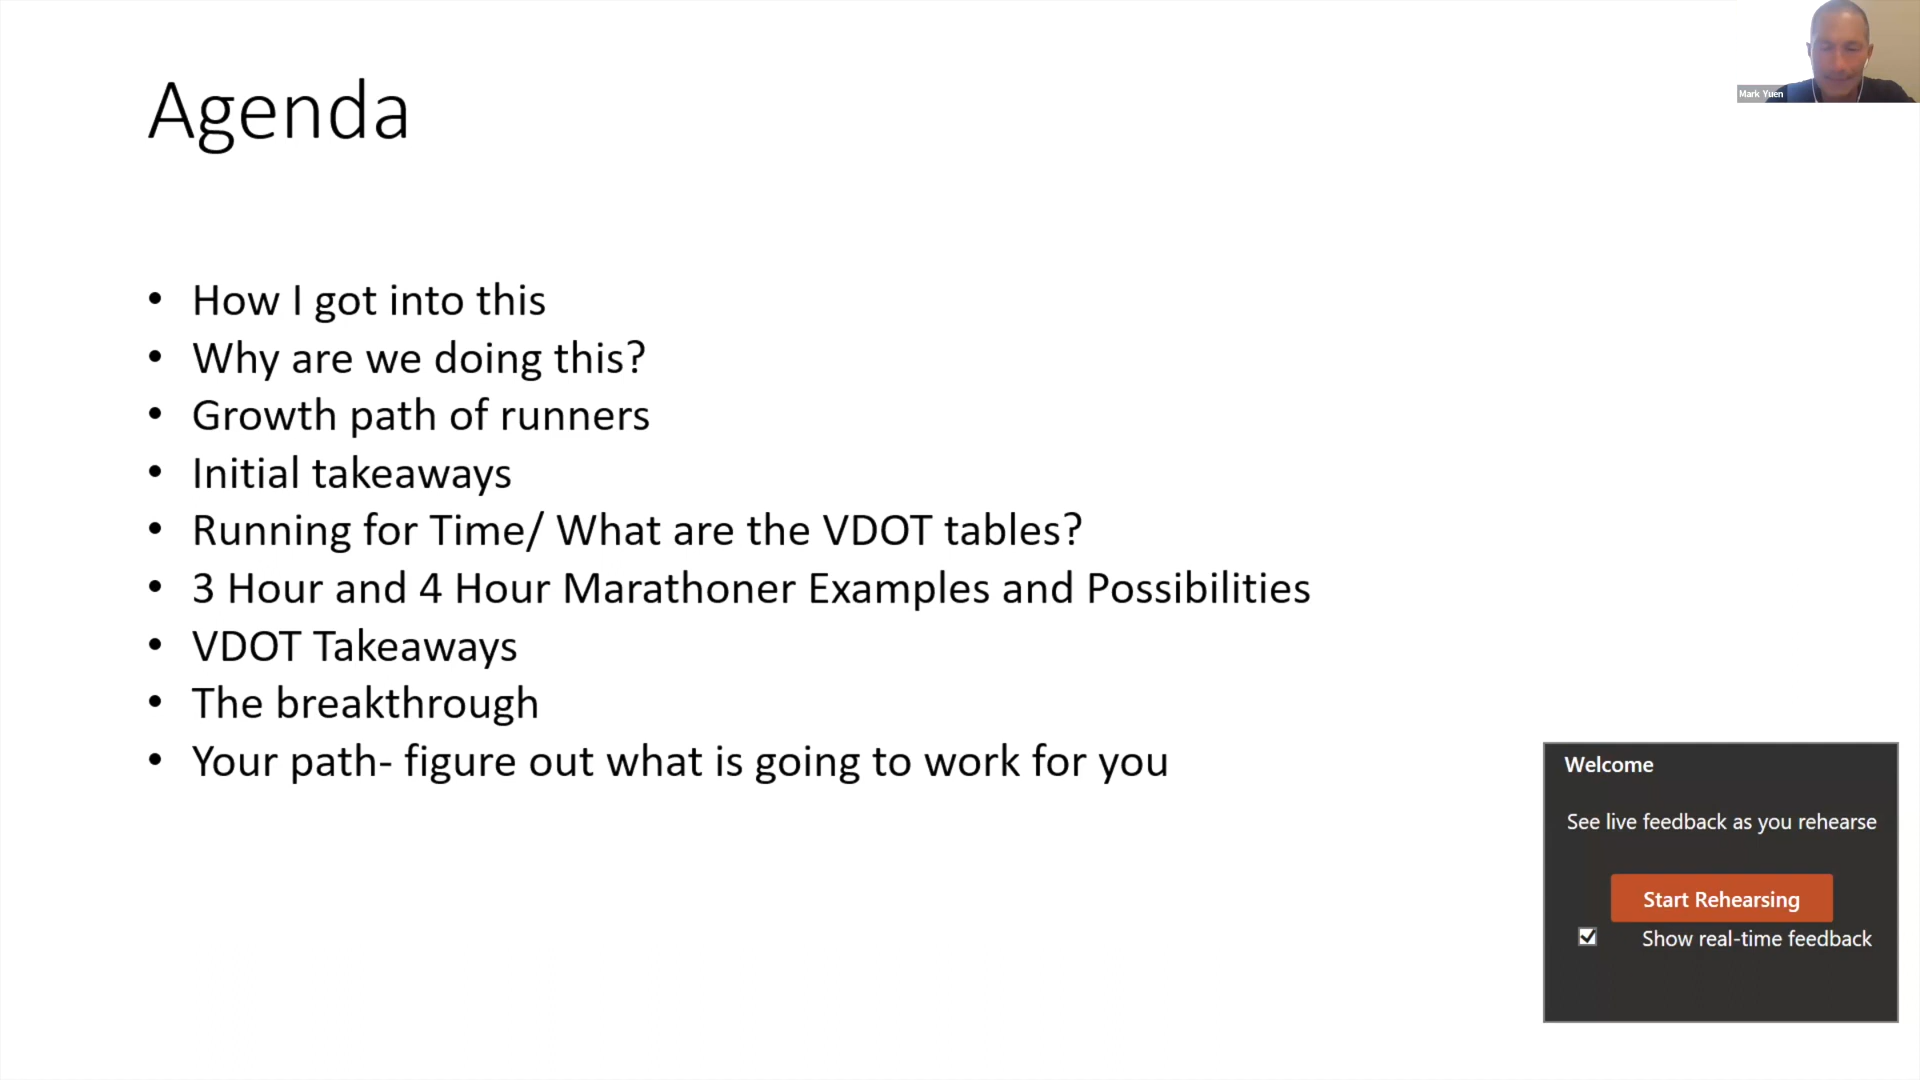 Agenda
Mark Yuen
• How I got into this
• Why are we doing this?
• Growth path of runners
• Initial takeaways
• Running for Time/ What are the VDOT tables?
• 3 Hour and 4 Hour Marathoner Examples and Possibilities
• VDOT Takeaways
• The breakthrough
• Your path- figure out what is going to work for you
Welcome
See live feedback as you rehearse
Start Rehearsing
Show real-time feedback